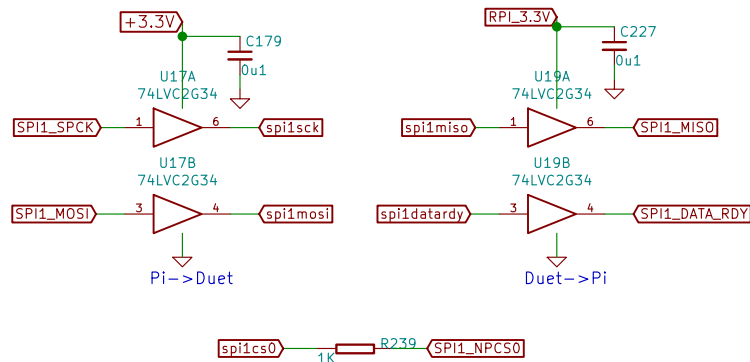 +3.3V
C179
0u1
U17A
74LVC2G34
SPI1_SPCK
1
6
spi1sck
U17B
74LVC2G34
SPI1_MOSI
3
4
spi1mosi
Pi->Duet
RPI_3.3V
C227
0u1
U19A
74LVC2G34
spi1miso
1
6
SPI1_MISO
U19B
74LVC2G34
spi1datardy
3
4
SPI1_DATA_RDY
Duet->Pi
spi1cs0
1K
R239
SPI1_NPCS0